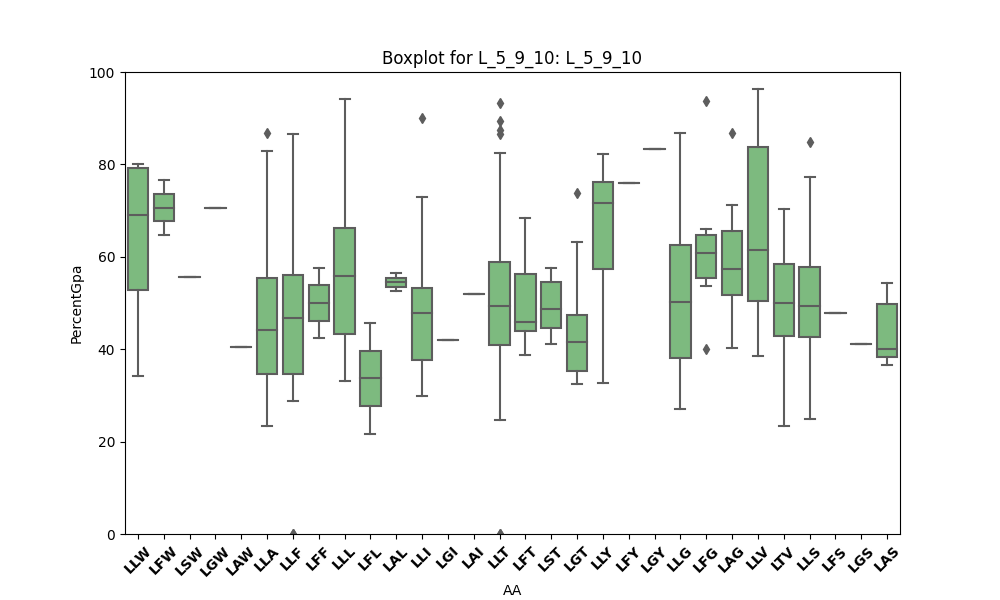 Boxplot for L_5_9_10: L_5_9_10
100
80
60
40
20
0
PercentGpa
LLW LFW LSW LGW LAW LLA LLF LFF LLL LFL LAL LLI LGI LAI LLT LFT LST LGT LLY LFY LGY LLG LFG LAG LLV LTV LLS LFS LGS LAS
AA